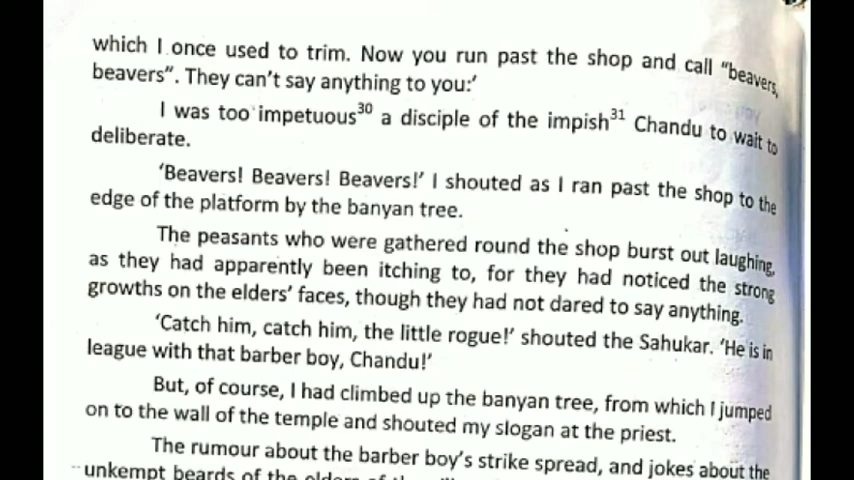 which I once used to trim. Now you run past the shop and call "beavers,
beavers". They can't say anything to you:'
I was too impetuous30 a disciple of the impish31 Chandu to wait to
deliberate.
'Beavers! Beavers! Beavers!' I shouted as I ran past the shop to the
edge of the platform by the banyan tree.
The peasants who were gathered round the shop burst out laughing,
as they had apparently been itching to, for they had noticed the strong
growths on the elders' faces, though they had not dared to say anything.
'Catch him, catch him, the little rogue!' shouted the Sahukar. 'He is in
league with that barber boy, Chandu!'
But, of course, I had climbed up the banyan tree, from which I jumped
on to the wall of the temple and shouted my slogan at the priest.
The rumour about the barber boy's strike spread, and jokes about the
unkempt beards of the elders of the